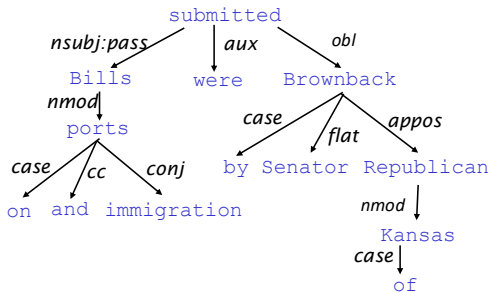 submitted
nsubj:pass aux obl
Bills were Brownback
nmod
ports
case flat appos
case cc conj
by Senator Republican
on and immigration
nmod
Kansas
case
of